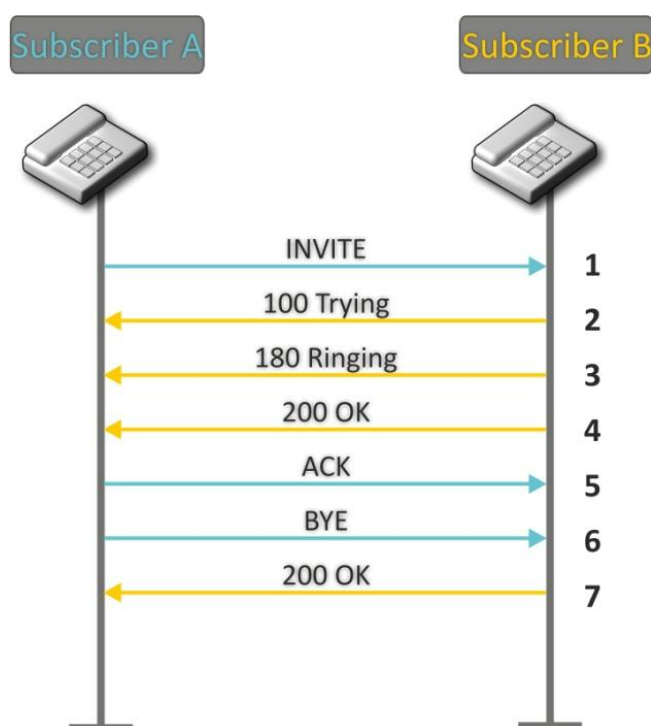 Subscriber A
Subscriber B
INVITE
1
100 Trying
2
180 Ringing
3
200 OK
4
ACK
5
BYE
6
200 OK
7